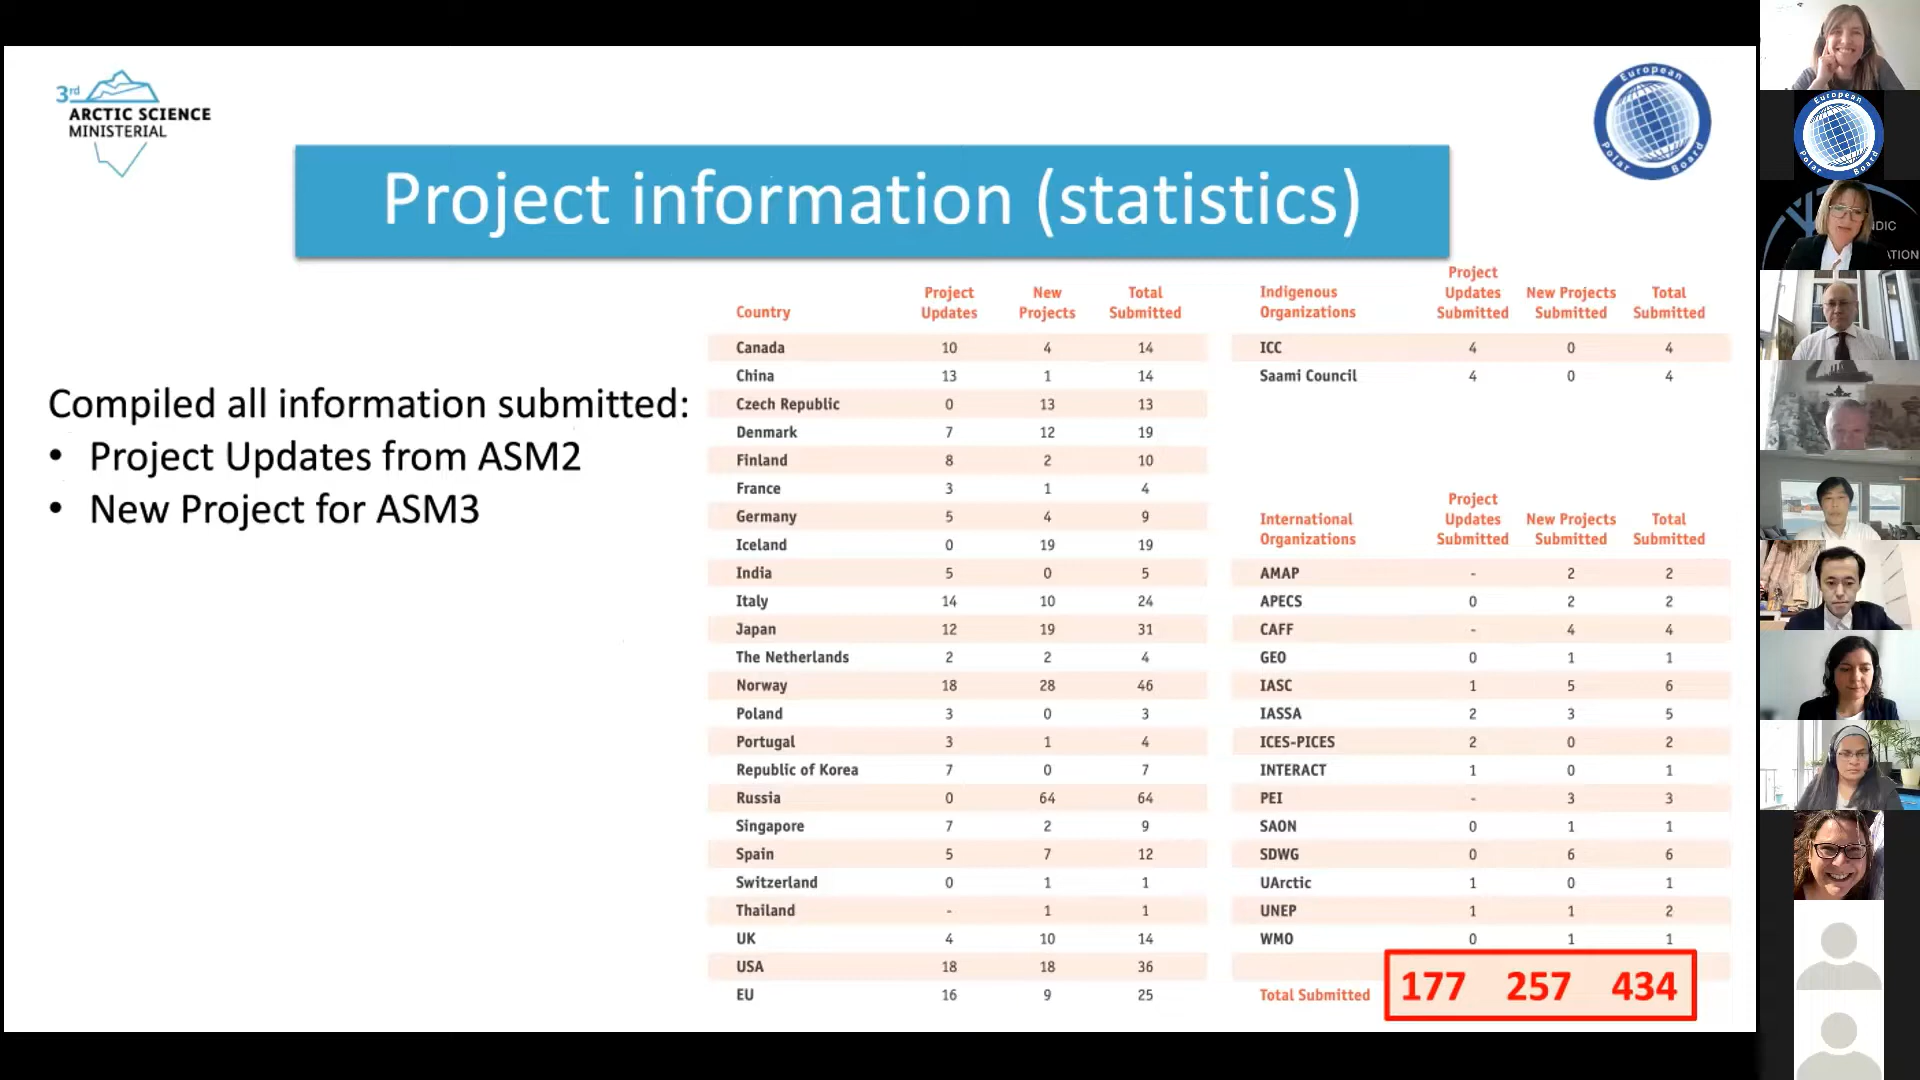 3rd
ARCTIC SCIENCE
MINISTERIAL
European
Polar Board
Project information (statistics)
Compiled all information submitted:
• Project Updates from ASM2
• New Project for ASM3
Country Project Updates New Projects Total Submitted
Canada 10 4 14
China 13 1 14
Czech Republic 0 13 13
Denmark 7 12 19
Finland 8 2 10
France 3 1 4
Germany 5 4 9
Iceland 0 19 19
India 5 0 5
Italy 14 10 24
Japan 12 19 31
The Netherlands 2 2 4
Norway 18 28 46
Poland 3 0 3
Portugal 3 1 4
Republic of Korea 7 0 7
Russia 0 64 64
Singapore 7 2 9
Spain 5 7 12
Switzerland 0 1 1
Thailand - 1 1
UK 4 10 14
USA 18 18 36
EU 16 9 25
Indigenous Organizations Project Updates Submitted New Projects Submitted Total Submitted
ICC 4 0 4
Saami Council 4 0 4
International Organizations Project Updates Submitted New Projects Submitted Total Submitted
AMAP - 2 2
APECS 0 2 2
CAFF - 4 4
GEO 0 1 1
IASC 1 5 6
IASSA 2 3 5
ICES-PICES 2 0 2
INTERACT 1 0 1
PEI - 3 3
SAON 0 1 1
SDWG 0 6 6
UArctic 1 0 1
UNEP 1 1 2
WMO 0 1 1
Total Submitted 177 257 434
European
Polar Board